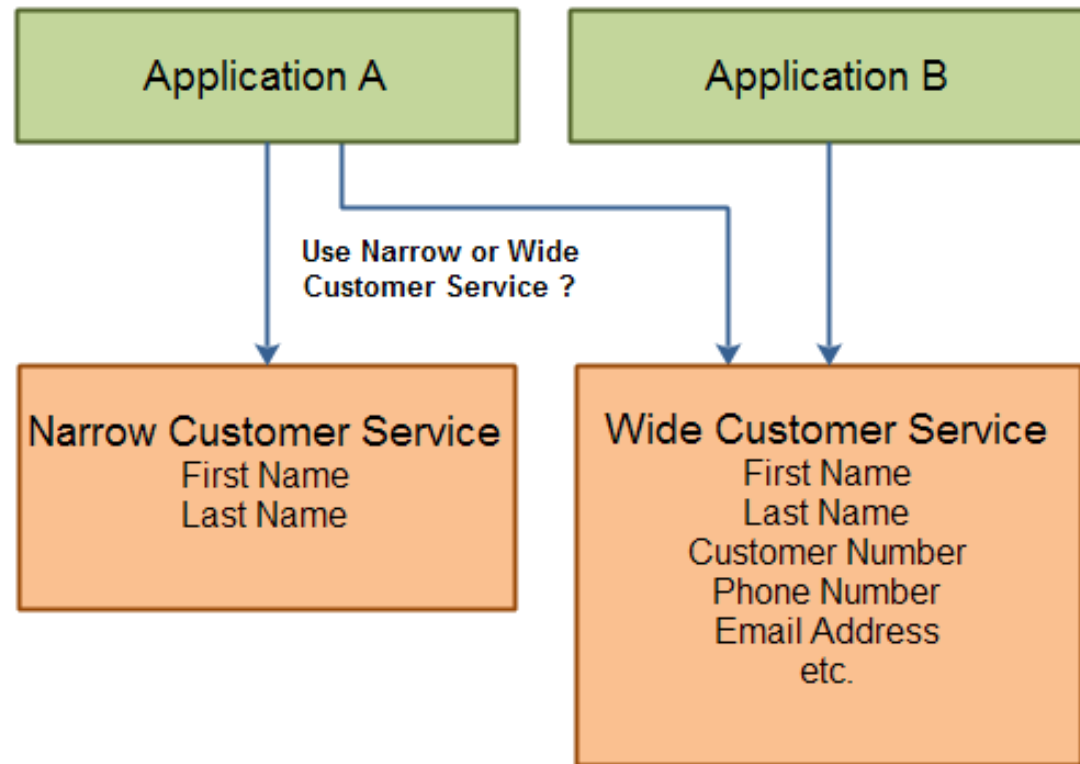 Application A
Application B
Use Narrow or Wide
Customer Service ?
Narrow Customer Service
First Name
Last Name
Wide Customer Service
First Name
Last Name
Customer Number
Phone Number
Email Address
etc.